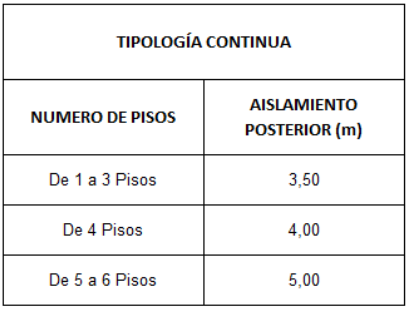 TIPOLOGÍA CONTINUA
NUMERO DE PISOS
AISLAMIENTO
POSTERIOR (m)
De 1 a 3 Pisos
3,50
De 4 Pisos
4,00
De 5 a 6 Pisos
5,00